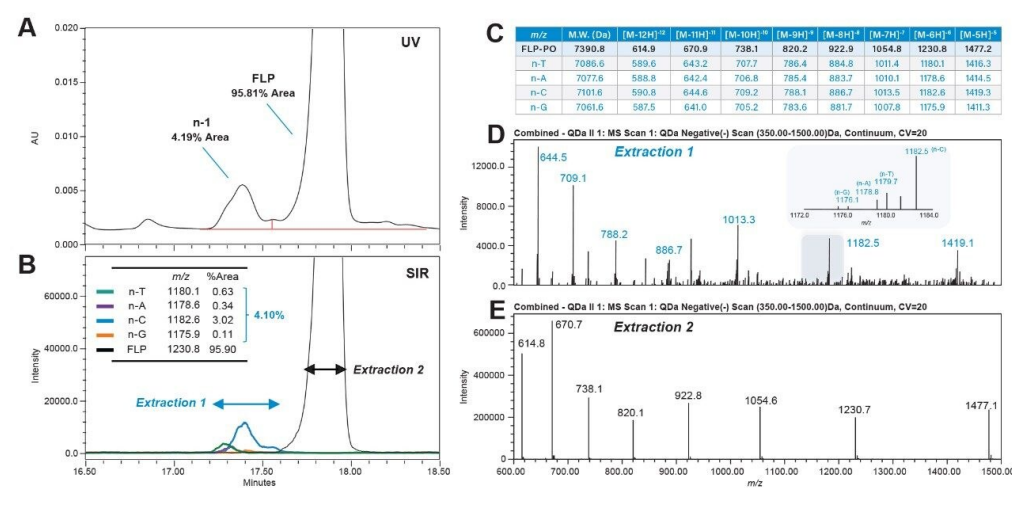 A
UV
0.020
0.015
0.010
0.005
0.000
AU
FLP
95.81% Area
n-1
4.19% Area
B
SIR
m/z %Area
n-T 1180.1 0.63
n-A 1178.6 0.34
n-C 1182.6 3.02
n-G 1175.9 0.11
FLP 1230.8 95.90
4.10%
60000.0
40000.0
20000.0
0.0
Intensity
Extraction 1
Extraction 2
16.50 17.00 17.50 18.00 18.50
Minutes
C
m/z M.W. (Da) [M-12H]-12 [M-11H]-11 [M-10H]-10 [M-9H]-9 [M-8H]-8 [M-7H]-7 [M-6H]-6 [M-5H]-5
FLP-PO 7390.8 614.9 670.9 738.1 820.2 922.9 1054.8 1230.8 1477.2
n-T 7086.6 589.6 643.2 707.7 786.4 884.8 1011.4 1180.1 1416.3
n-A 7077.6 588.8 642.4 706.8 785.4 883.7 1010.1 1178.6 1414.5
n-C 7101.6 590.8 644.6 709.2 788.1 886.7 1013.5 1182.6 1419.3
n-G 7061.6 587.5 641.0 705.2 783.6 881.7 1007.8 1175.9 1411.3
D
Combined - QDa II 1: MS Scan 1: QDa Negative(-) Scan (350.00-1500.00)Da, Continuum, CV=20
Extraction 1
12000.0
8000.0
4000.0
0.0
Intensity
644.5
709.1
788.2
886.7
1013.3
1182.5
1419.1
1182.5 (n-C)
(n-T)
1179.7
(n-A)
1178.8
(n-G)
1176.1
1172.0 1176.0 1180.0 1184.0
E
Combined - QDa II 1: MS Scan 1: QDa Negative(-) Scan (350.00-1500.00)Da, Continuum, CV=20
Extraction 2
600000
400000
200000
0
Intensity
614.8
670.7
738.1
820.1
922.8
1054.6
1230.7
1477.1
600.00 700.00 800.00 900.00 1000.00 1100.00 1200.00 1300.00 1400.00 1500.00
m/z